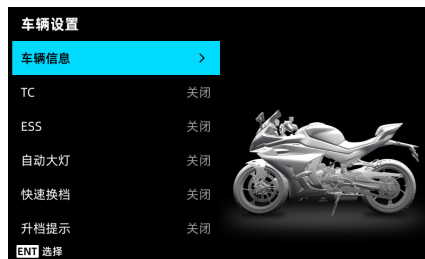 车辆设置
车辆信息
TC 关闭
ESS 关闭
自动大灯 关闭
快速换档 关闭
升档提示 关闭
ENT 选择